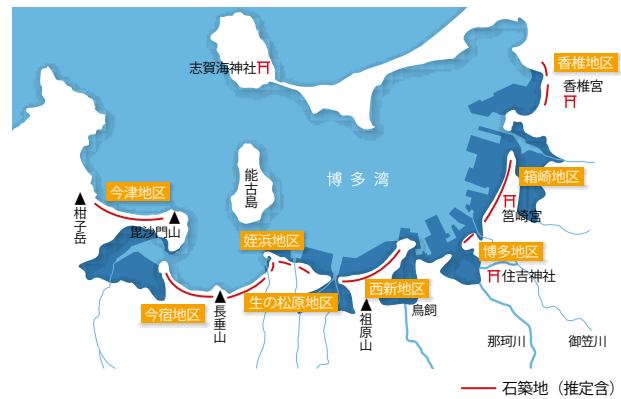 志賀海神社
香椎地区
香椎宮
能古島
博多湾
今津地区
箱崎地区
柑子岳
毘沙門山
筥崎宮
姪浜地区
博多地区
住吉神社
今宿地区
長垂山
生の松原地区
西新地区
祖原山
鳥飼
那珂川
御笠川
石築地（推定含）